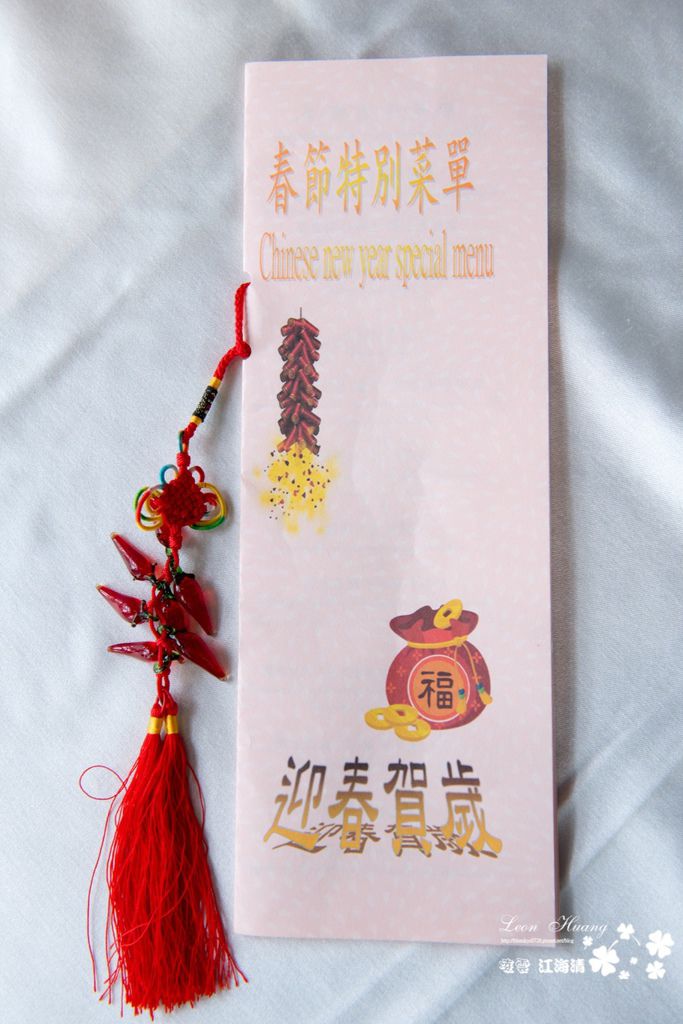 春節特別菜單
Chinese new year special menu
福
迎春賀歲
Leon Huang
江海清